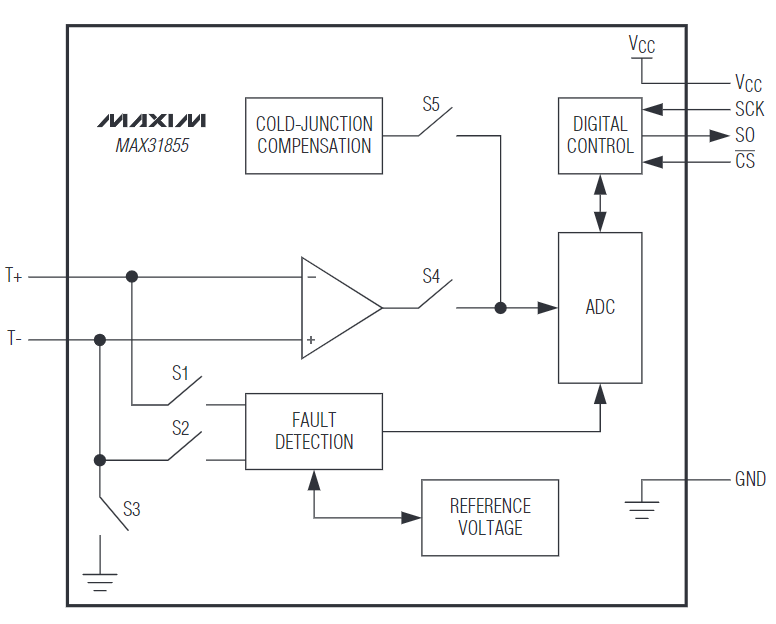 VCC
VCC
S5
MAXIM
MAX31855
COLD-JUNCTION
COMPENSATION
DIGITAL
CONTROL
SCK
SO
CS
T+
S4
−
ADC
T-
+
S1
FAULT
DETECTION
S2
GND
S3
REFERENCE
VOLTAGE